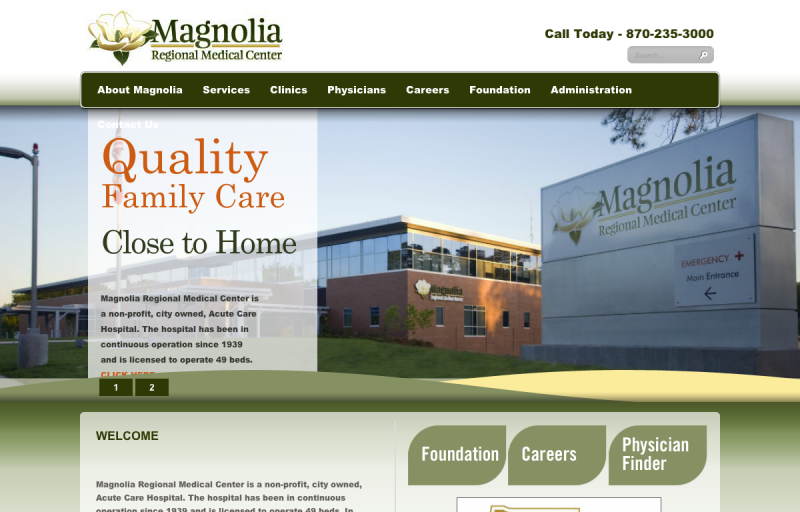 Magnolia
Regional Medical Center
Call Today - 870-235-3000
Search...
About Magnolia Services Clinics Physicians Careers Foundation Administration
Contact Us
Quality
Family Care
Close to Home
Magnolia Regional Medical Center is
a non-profit, city owned, Acute Care
Hospital. The hospital has been in
continuous operation since 1939
and is licensed to operate 49 beds.
CLICK HERE
1 2
Magnolia
Regional Medical Center
EMERGENCY
Main Entrance
Magnolia
Regional Medical Center
WELCOME
Magnolia Regional Medical Center is a non-profit, city owned,
Acute Care Hospital. The hospital has been in continuous
operation since 1939 and is licensed to operate 49 beds. In
Foundation
Careers
Physician
Finder